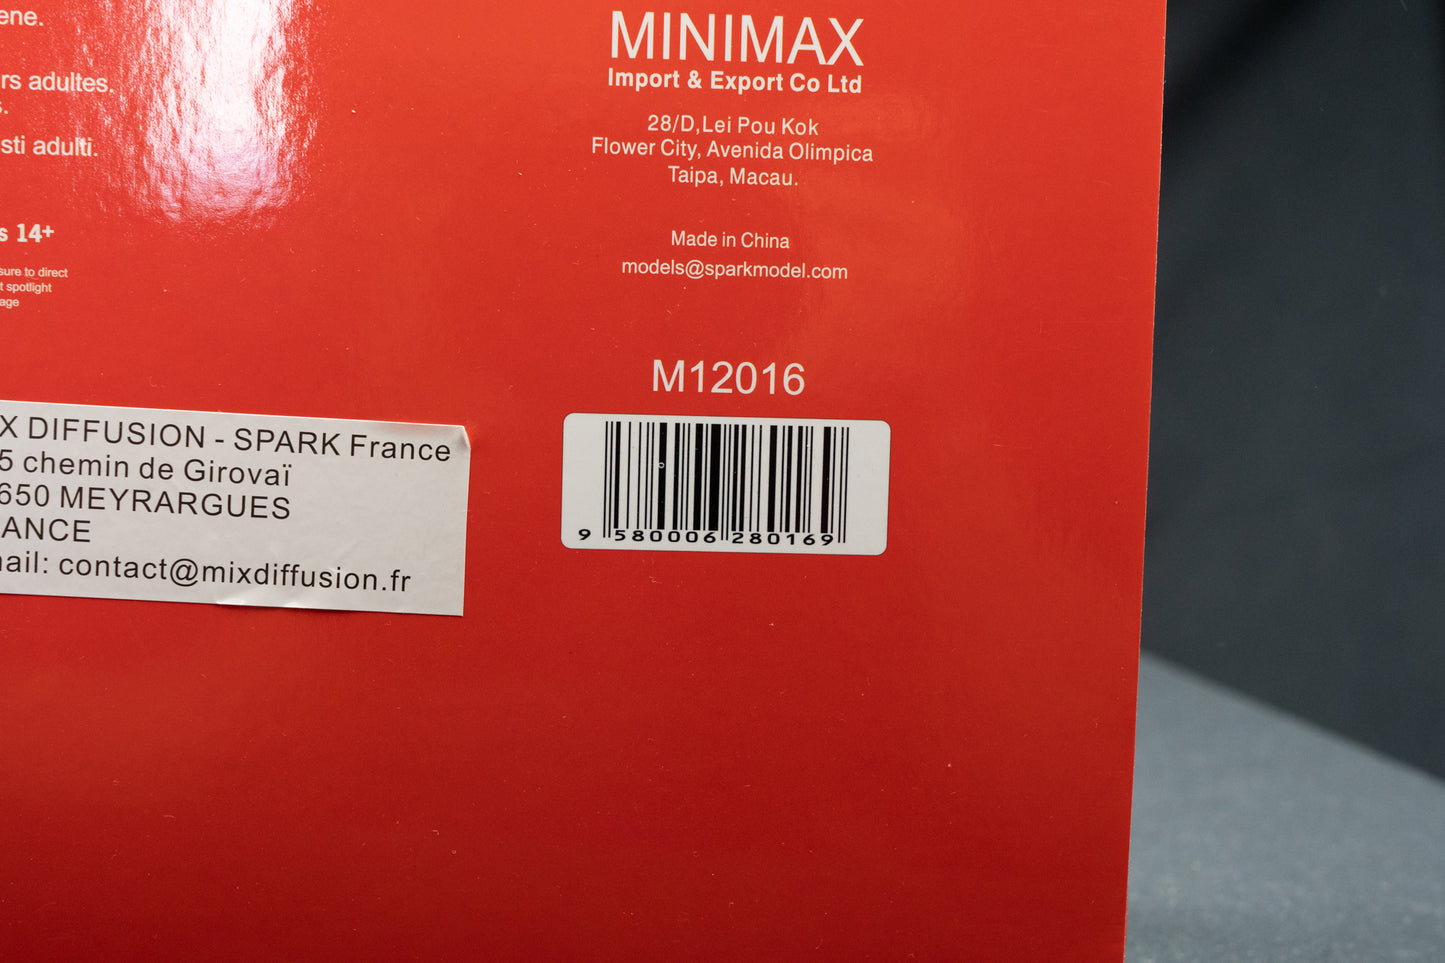 ene.
rs adultes.
s.
sti adulti.
s 14+
sure to direct
t spotlight
age
MINIMAX
Import & Export Co Ltd
28/D,Lei Pou Kok
Flower City, Avenida Olimpica
Taipa, Macau.
Made in China
models@sparkmodel.com
M12016
9 580006 280169
X DIFFUSION - SPARK France
5 chemin de Girovaï
650 MEYRARGUES
ANCE
ail: contact@mixdiffusion.fr